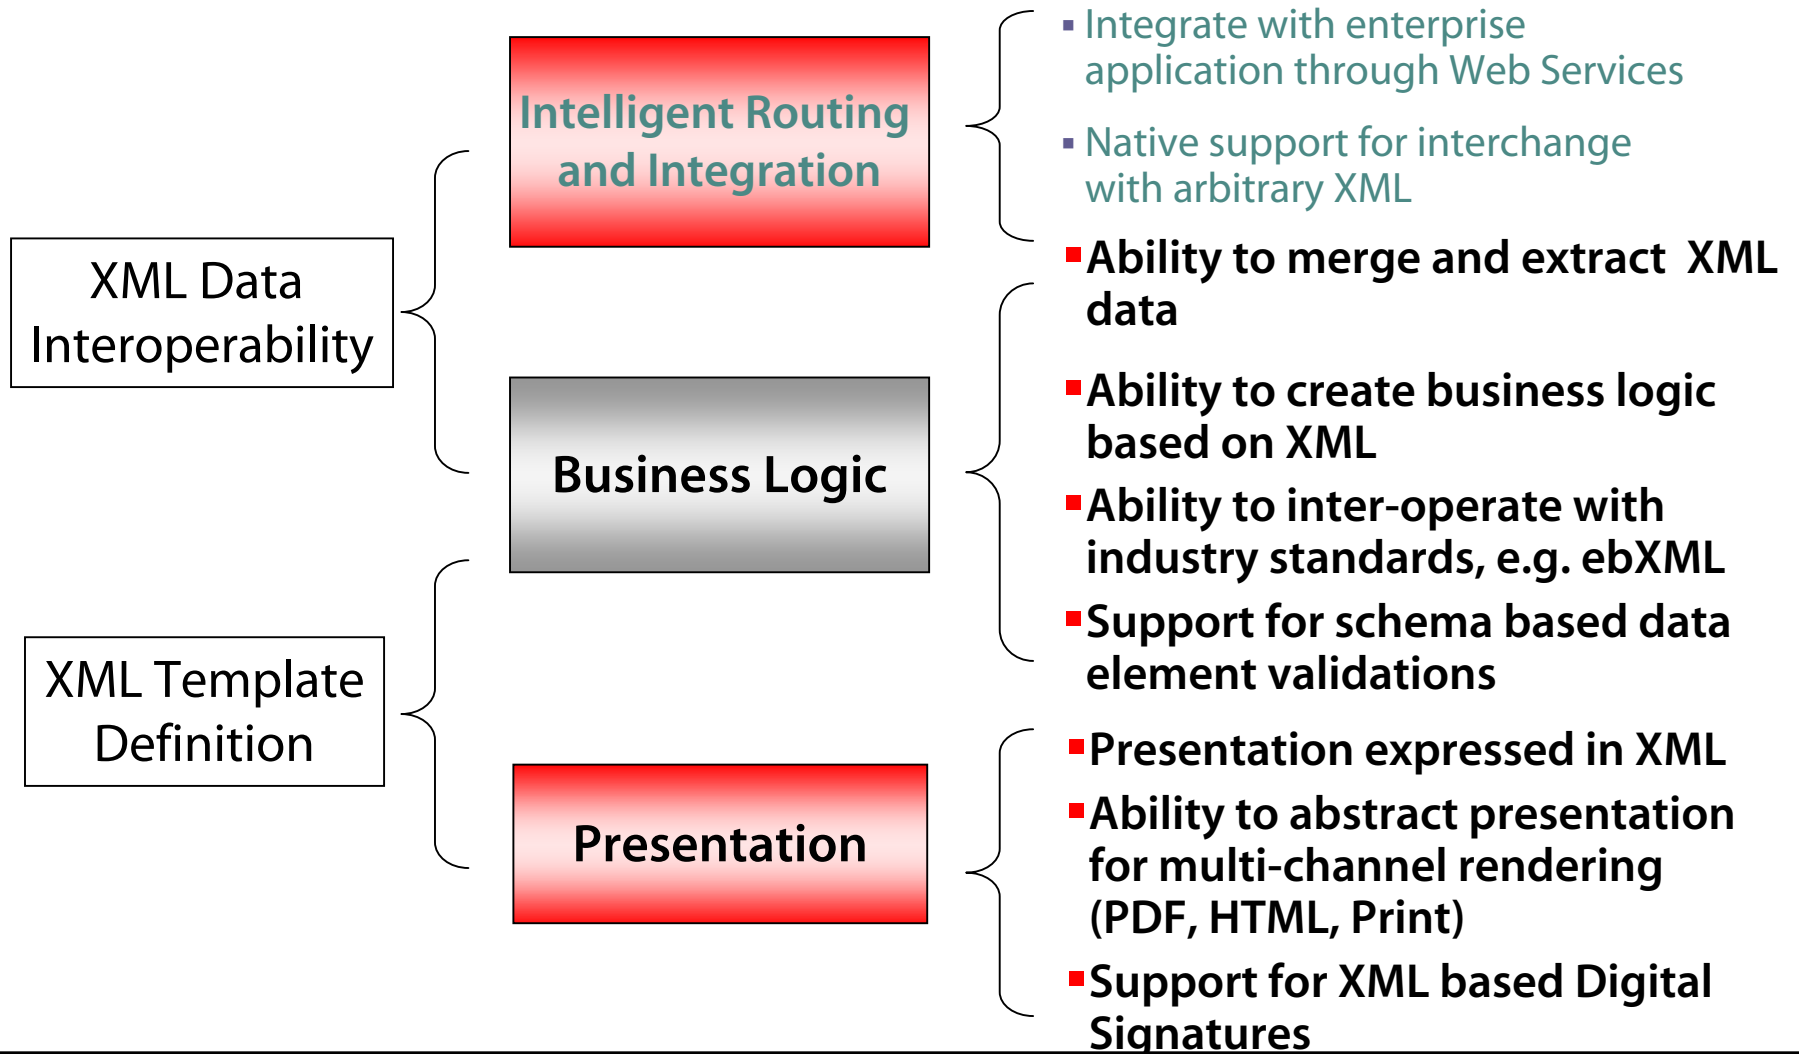 XML Data
Interoperability
XML Template
Definition
Intelligent Routing
and Integration
Business Logic
Presentation
▪ Integrate with enterprise
application through Web Services
▪ Native support for interchange
with arbitrary XML
▪Ability to merge and extract XML
data
▪Ability to create business logic
based on XML
▪Ability to inter-operate with
industry standards, e.g. ebXML
▪Support for schema based data
element validations
▪Presentation expressed in XML
▪Ability to abstract presentation
for multi-channel rendering
(PDF, HTML, Print)
▪Support for XML based Digital
Signatures